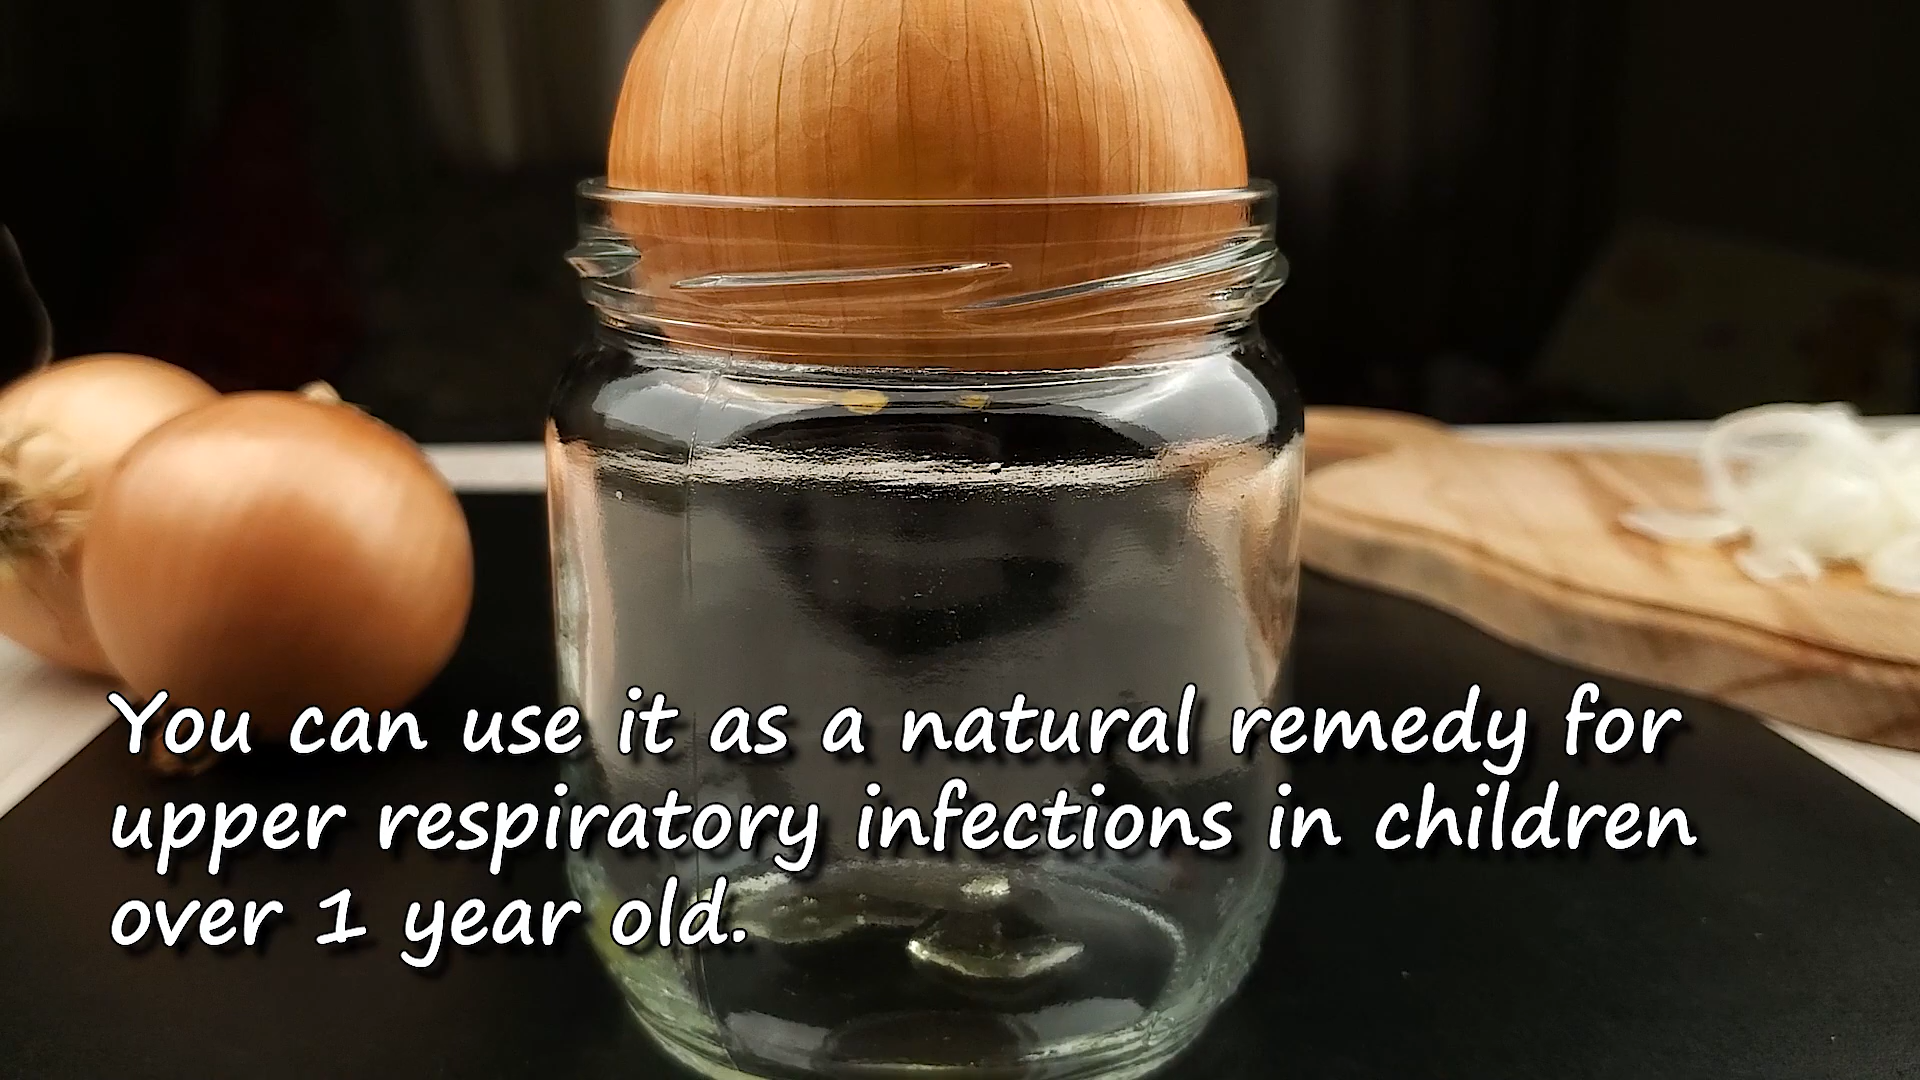 You can use it as a natural remedy for
upper respiratory infections in children
over 1 year old.